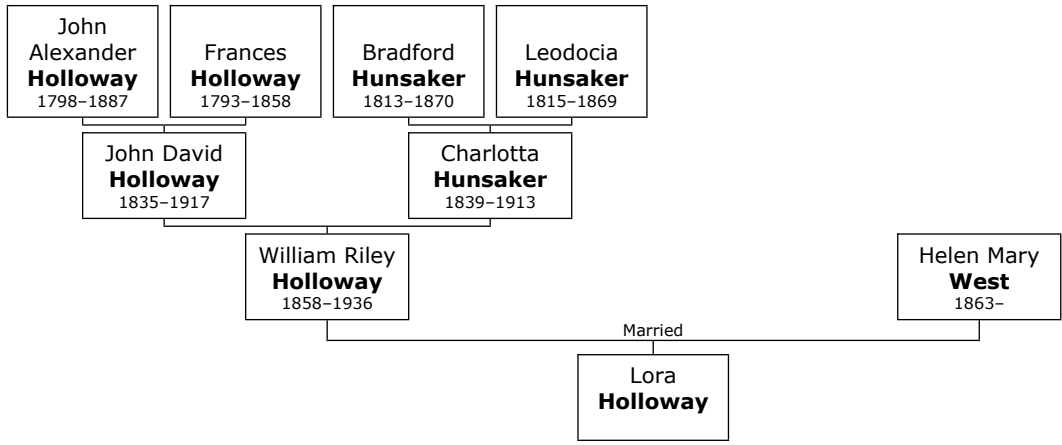 John
Alexander
Holloway
1798–1887
Frances
Holloway
1793–1858
Bradford
Hunsaker
1813–1870
Leodocia
Hunsaker
1815–1869
John David
Holloway
1835–1917
Charlotta
Hunsaker
1839–1913
William Riley
Holloway
1858–1936
Helen Mary
West
1863–
Married
Lora
Holloway